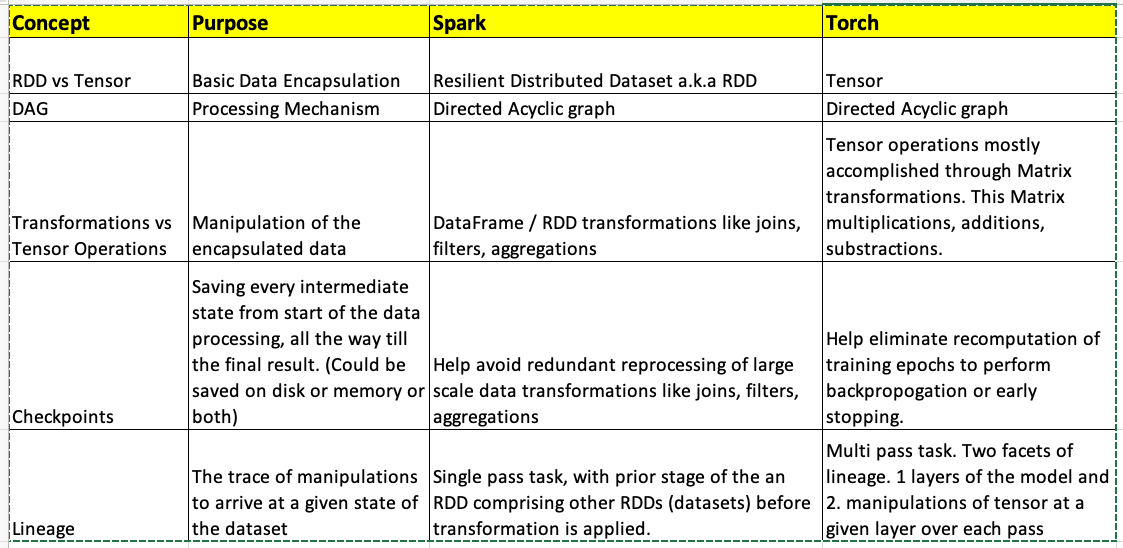 Concept Purpose Spark Torch
RDD vs Tensor Basic Data Encapsulation Resilient Distributed Dataset a.k.a RDD Tensor
DAG Processing Mechanism Directed Acyclic graph Directed Acyclic graph
Transformations vs
Tensor Operations
Manipulation of the
encapsulated data
DataFrame / RDD transformations like joins,
filters, aggregations
Tensor operations mostly
accomplished through Matrix
transformations. This Matrix
multiplications, additions,
substractions.
Checkpoints
Saving every intermediate
state from start of the data
processing, all the way till
the final result. (Could be
saved on disk or memory or
both)
Help avoid redundant reprocessing of large
scale data transformations like joins, filters,
aggregations
Help eliminate recomputation of
training epochs to perform
backpropogation or early
stopping.
Lineage
The trace of manipulations
to arrive at a given state of
the dataset
Single pass task, with prior stage of the an
RDD comprising other RDDs (datasets) before
transformation is applied.
Multi pass task. Two facets of
lineage. 1 layers of the model and
2. manipulations of tensor at a
given layer over each pass